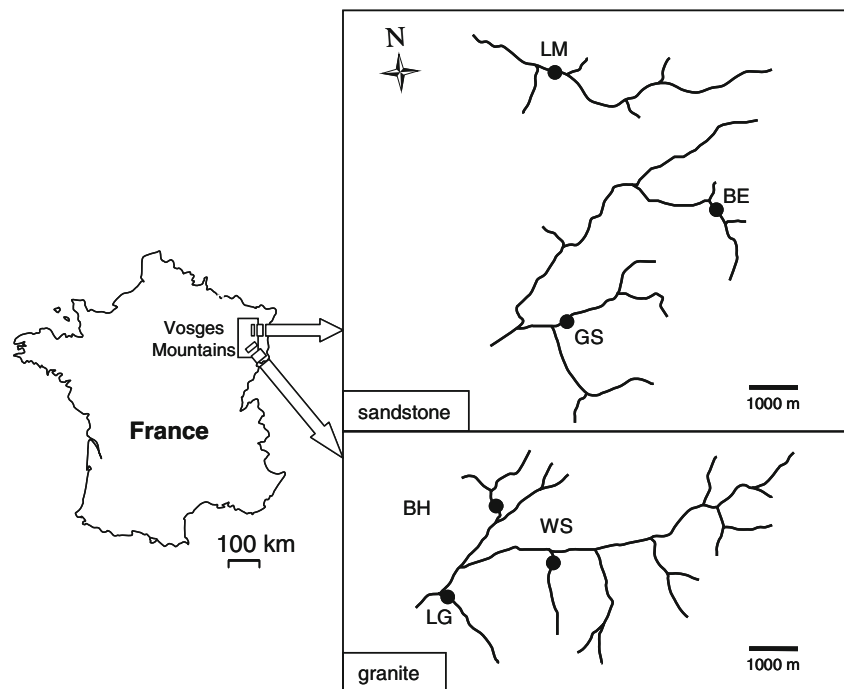 N
LM
BE
GS
1000 m
sandstone
Vosges
Mountains
France
100 km
BH
WS
LG
1000 m
granite